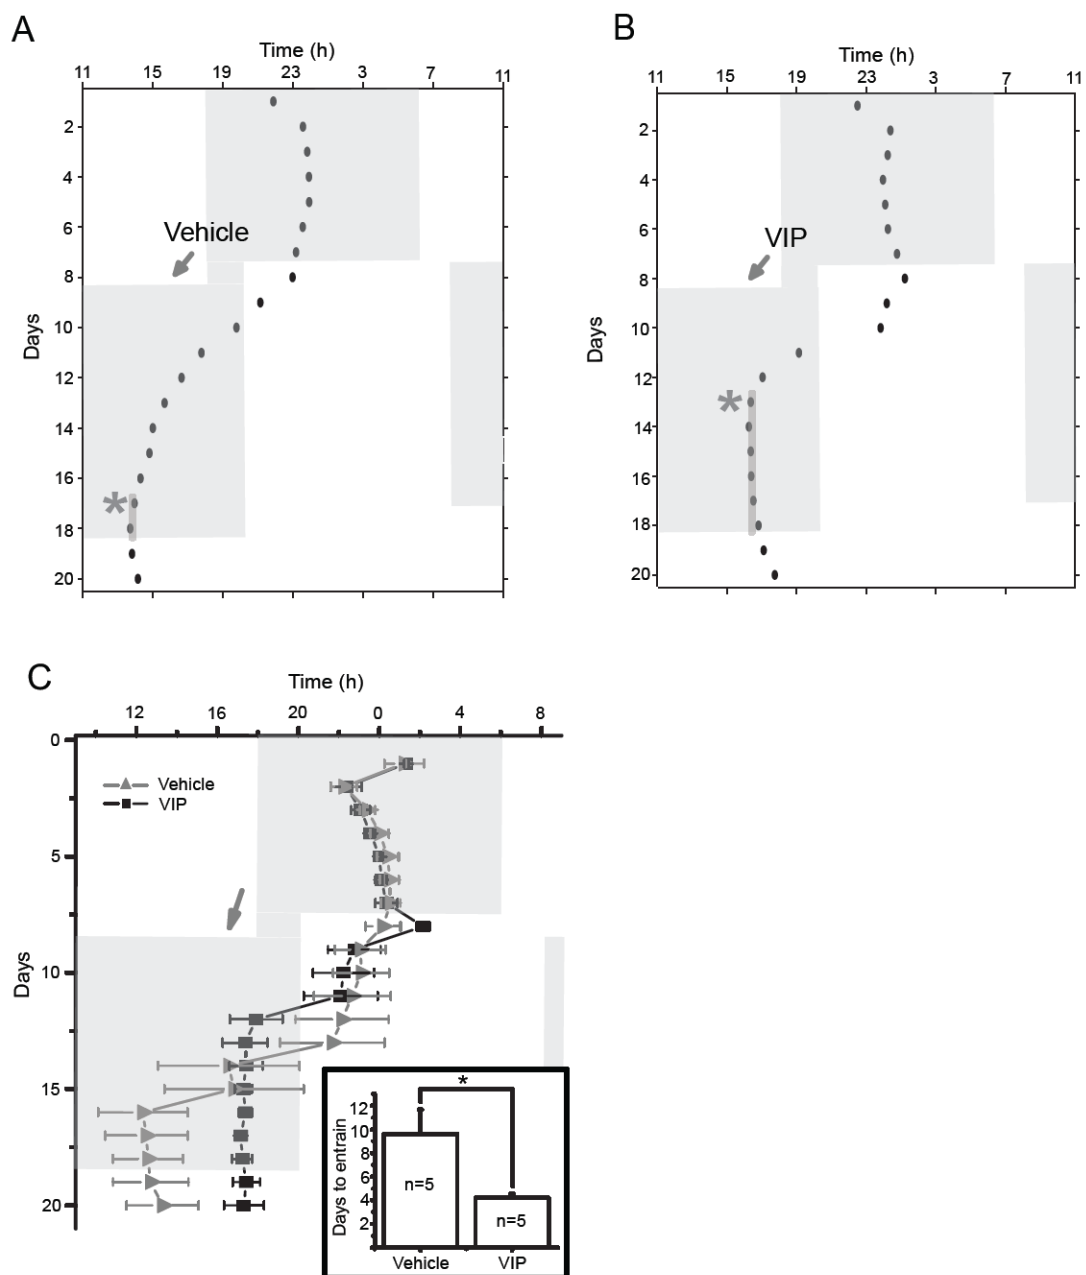 A
Time (h)
11 15 19 23 3 7 11
Days
2
4
6
8
10
12
14
16
18
20
Vehicle
*
B
Time (h)
11 15 19 23 3 7 11
Days
2
4
6
8
10
12
14
16
18
20
VIP
*
C
Time (h)
12 16 20 0 4 8
Days
0
5
10
15
20
Vehicle
VIP
Days to entrain
12
10
8
6
4
2
*
n=5
n=5
Vehicle VIP